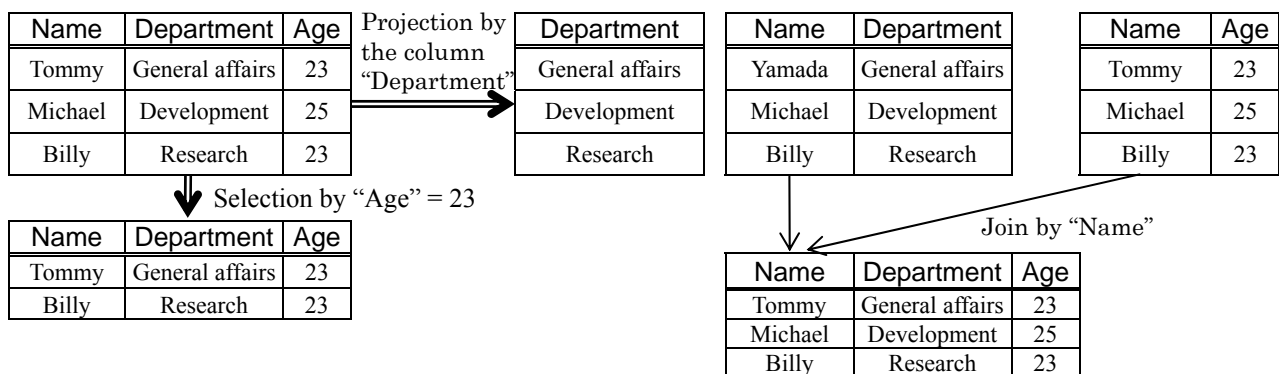 Name Department Age
Tommy General affairs 23
Michael Development 25
Billy Research 23
Projection by
the column
“Department”
Department
General affairs
Development
Research
Name Department
Yamada General affairs
Michael Development
Billy Research
Name Age
Tommy 23
Michael 25
Billy 23
Selection by “Age” = 23
Name Department Age
Tommy General affairs 23
Billy Research 23
Join by “Name”
Name Department Age
Tommy General affairs 23
Michael Development 25
Billy Research 23